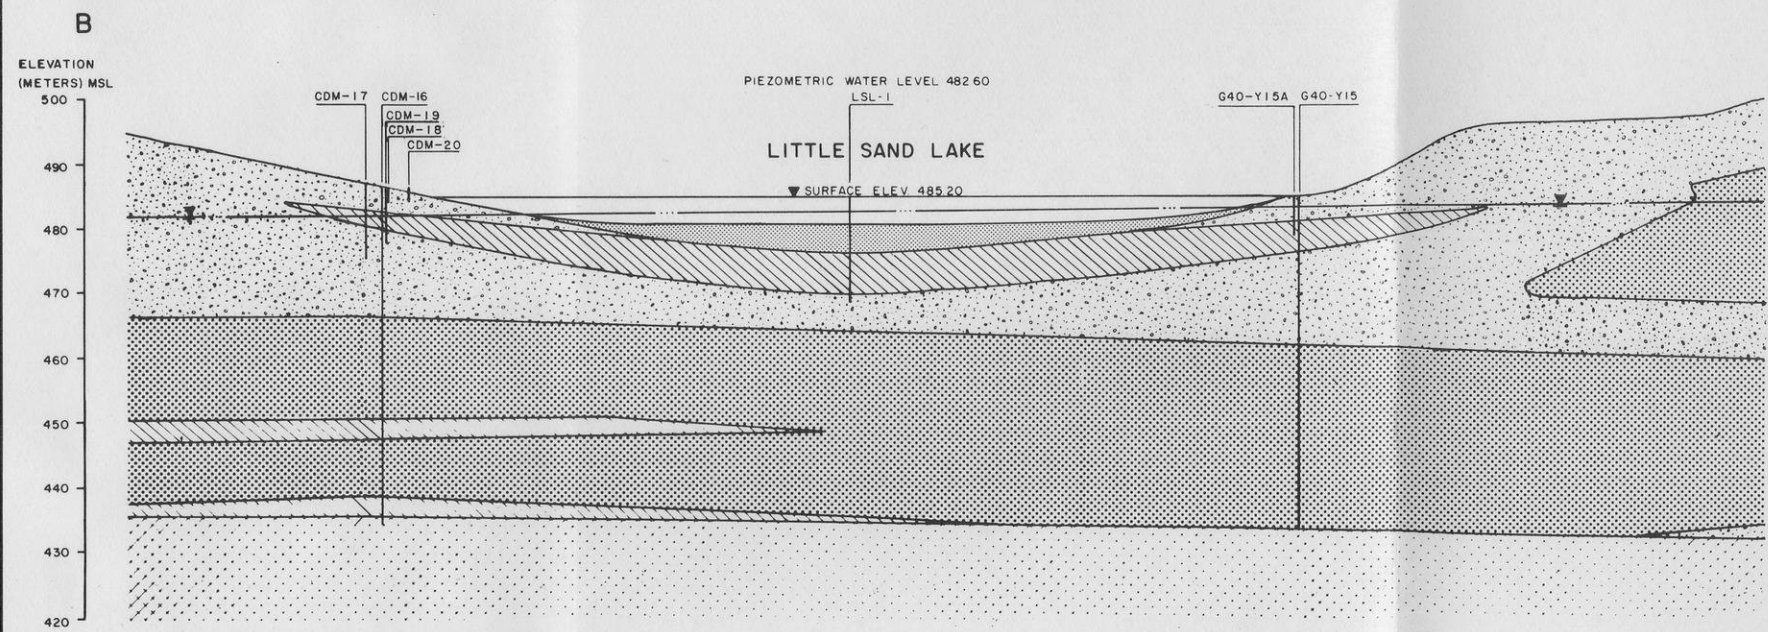 B
ELEVATION
(METERS) MSL
500
490
480
470
460
450
440
430
420
CDM-17
CDM-16
CDM-19
CDM-18
CDM-20
PIEZOMETRIC WATER LEVEL 482 60
LSL-1
G40-Y15A
G40-Y15
LITTLE SAND LAKE
SURFACE ELEV. 485.20